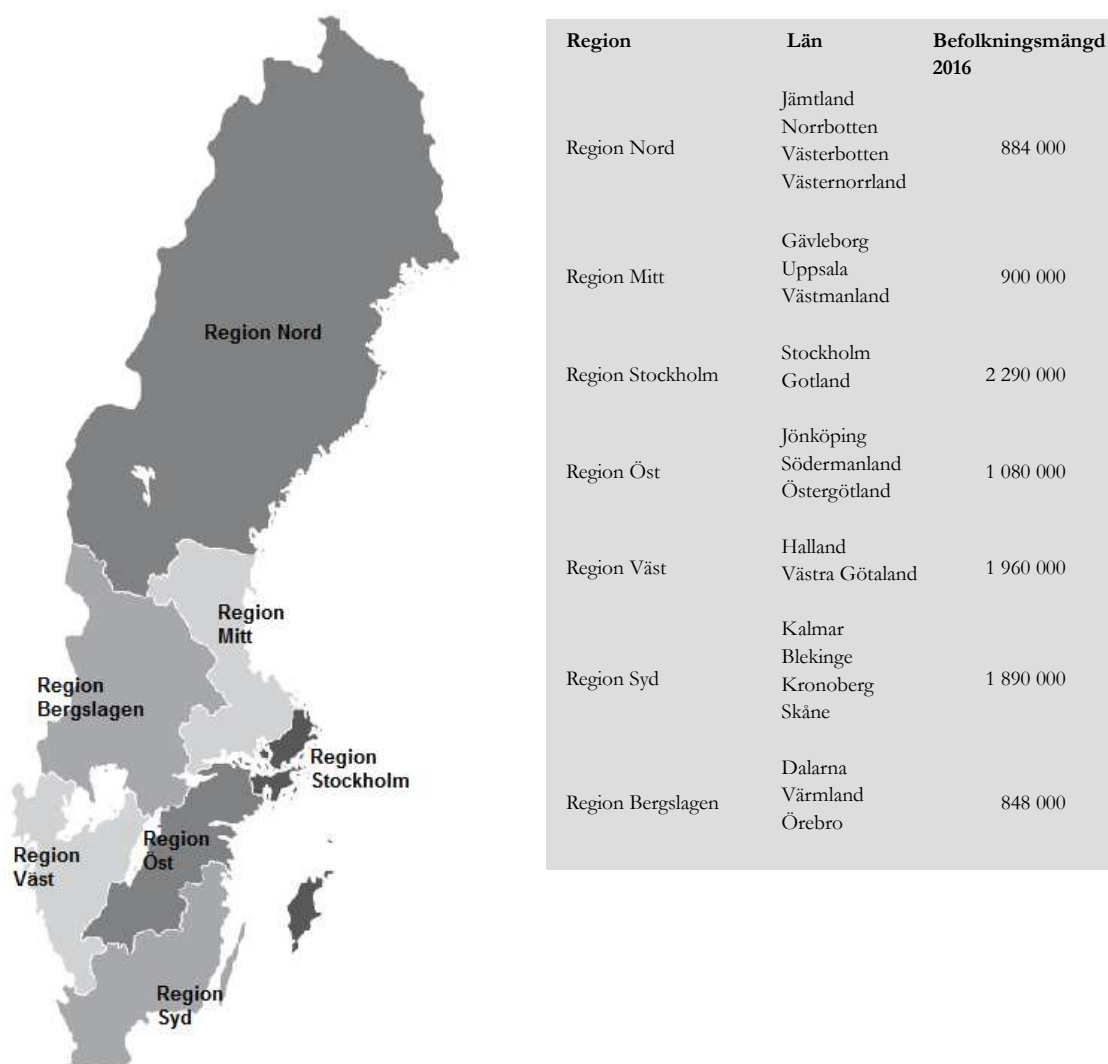 Region Nord
Region
Mitt
Region
Bergslagen
Region
Stockholm
Region
Öst
Region
Väst
Region
Syd
Region Län Befolkningsmängd
2016
Region Nord
Jämtland
Norrbotten
Västerbotten
Västernorrland
884 000
Region Mitt
Gävleborg
Uppsala
Västmanland
900 000
Region Stockholm
Stockholm
Gotland
2 290 000
Region Öst
Jönköping
Södermanland
Östergötland
1 080 000
Region Väst
Halland
Västra Götaland
1 960 000
Region Syd
Kalmar
Blekinge
Kronoberg
Skåne
1 890 000
Region Bergslagen
Dalarna
Värmland
Örebro
848 000